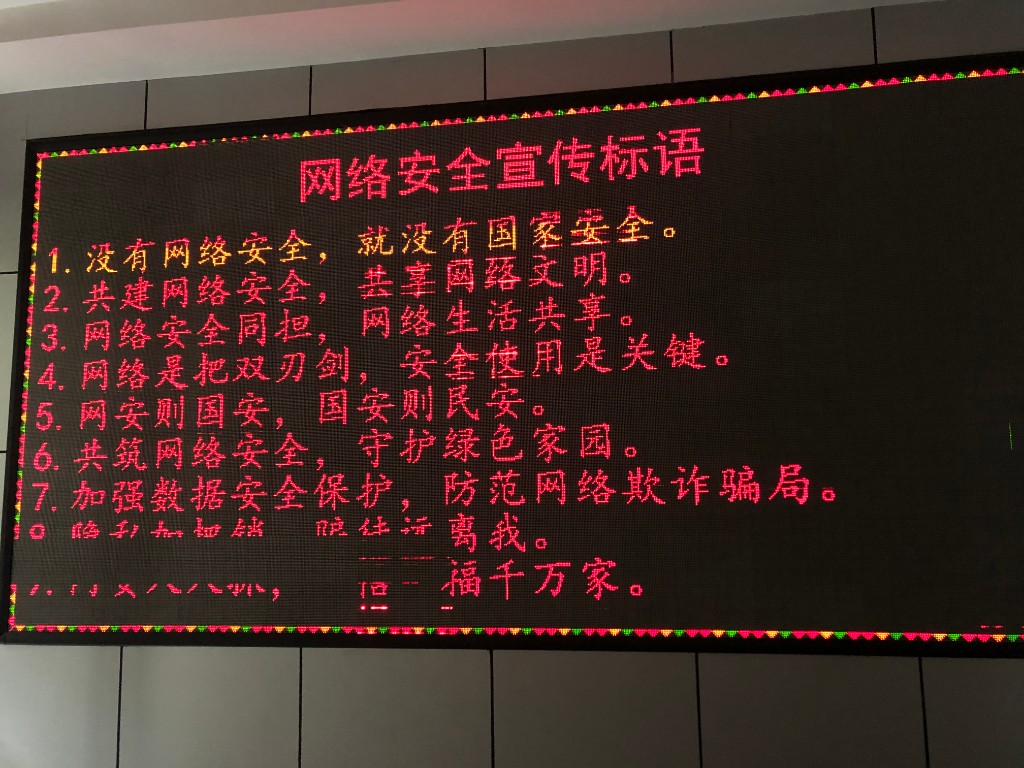 网络安全宣传标语
1. 没有网络安全，就没有国家安全。
2. 共建网络安全，共享网络文明。
3. 网络安全同担，网络生活共享。
4. 网络是把双刃剑，安全使用是关键。
5. 网安则国安，国安则民安。
6. 共筑网络安全，守护绿色家园。
7. 加强数据安全保护，防范网络欺诈骗局。
离我。
福千万家。